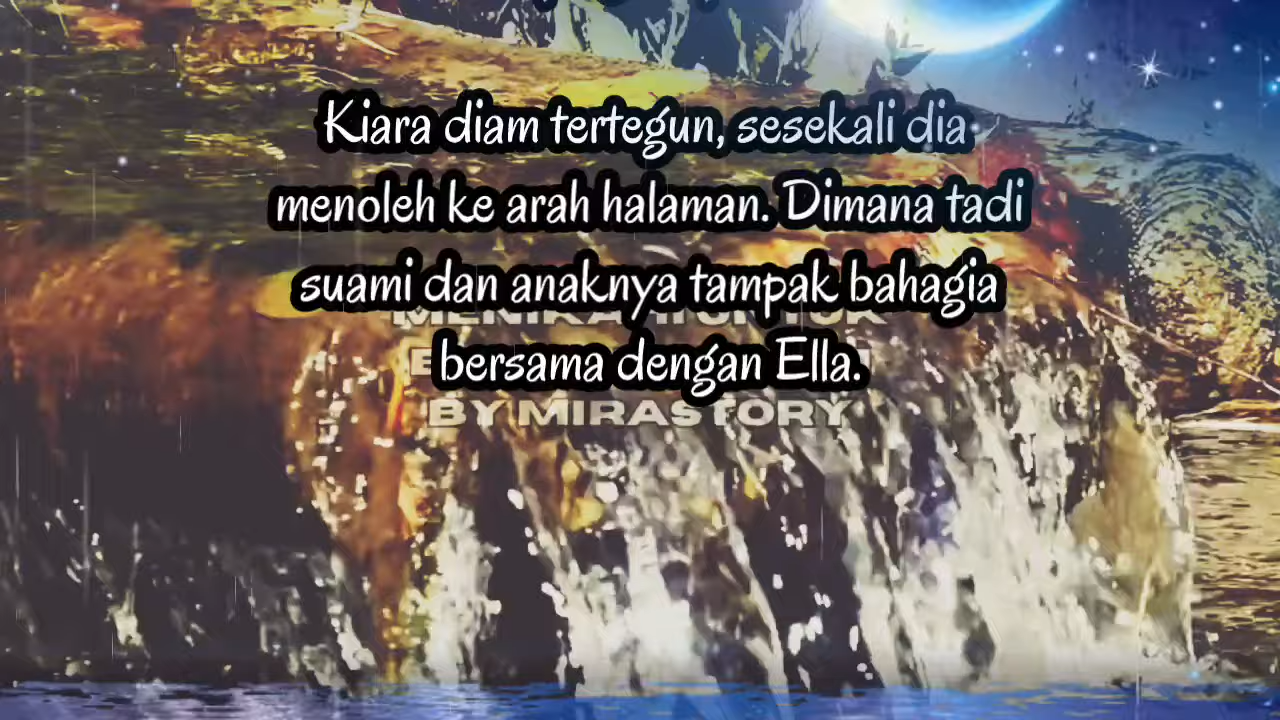 Kiara diam tertegun, sesekali dia
menoleh ke arah halaman. Dimana tadi
suami dan anaknya tampak bahagia
bersama dengan Ella.
BY MIRASTORY